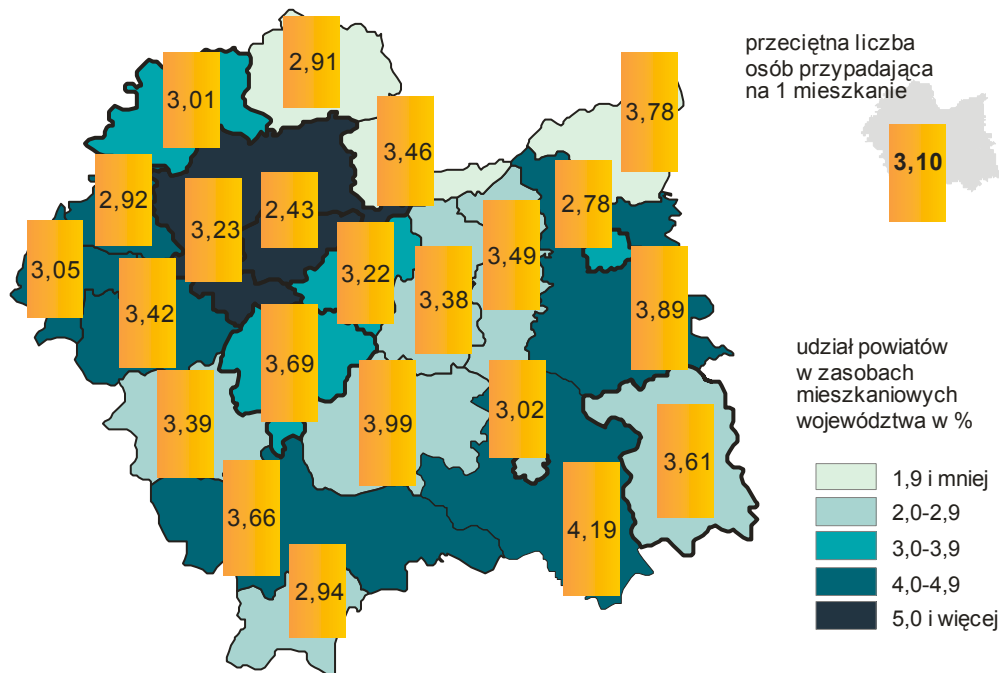 przeciętna liczba
osób przypadająca
na 1 mieszkanie
3,10
2,91
3,01
3,78
3,46
2,92
3,23
2,43
2,78
3,05
3,42
3,22
3,38
3,49
3,89
3,69
3,39
3,99
3,02
3,61
3,66
4,19
2,94
udział powiatów
w zasobach
mieszkaniowych
województwa w %
1,9 i mniej
2,0-2,9
3,0-3,9
4,0-4,9
5,0 i więcej